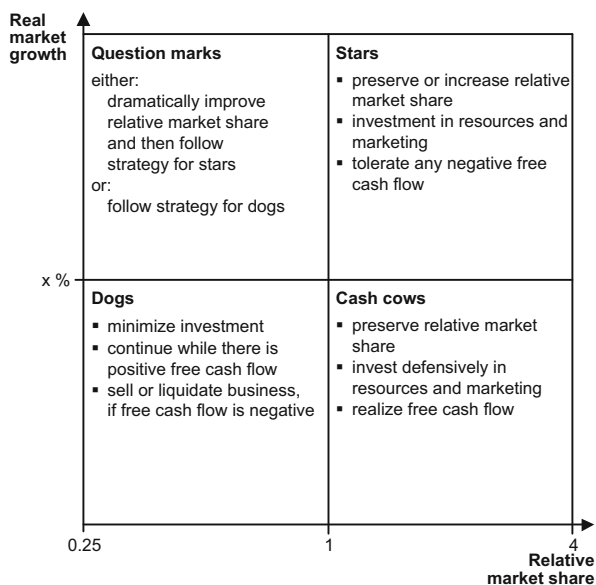 Real
market
growth
Question marks
either:
dramatically improve
relative market share
and then follow
strategy for stars
or:
follow strategy for dogs
Stars
▪ preserve or increase relative
market share
▪ investment in resources and
marketing
▪ tolerate any negative free
cash flow
x %
Dogs
▪ minimize investment
▪ continue while there is
positive free cash flow
▪ sell or liquidate business,
if free cash flow is negative
Cash cows
▪ preserve relative market
share
▪ invest defensively in
resources and marketing
▪ realize free cash flow
0.25
1
4
Relative
market share